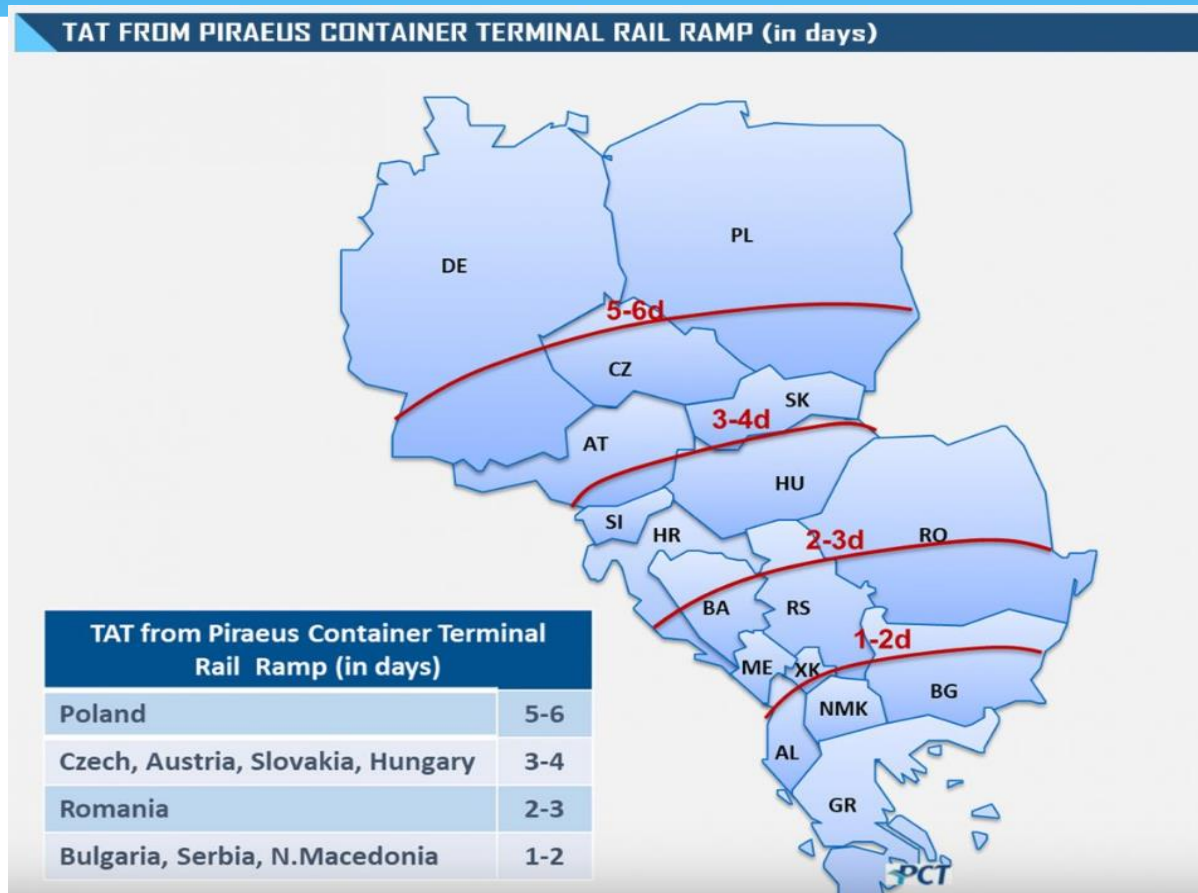 TAT FROM PIRAEUS CONTAINER TERMINAL RAIL RAMP (in days)
DE
PL
5-6d
CZ
SK
3-4d
AT
HU
SI
HR
2-3d
RO
BA
RS
1-2d
ME
XK
BG
NMK
AL
GR
PCT
TAT from Piraeus Container Terminal
Rail Ramp (in days)
Poland 5-6
Czech, Austria, Slovakia, Hungary 3-4
Romania 2-3
Bulgaria, Serbia, N.Macedonia 1-2